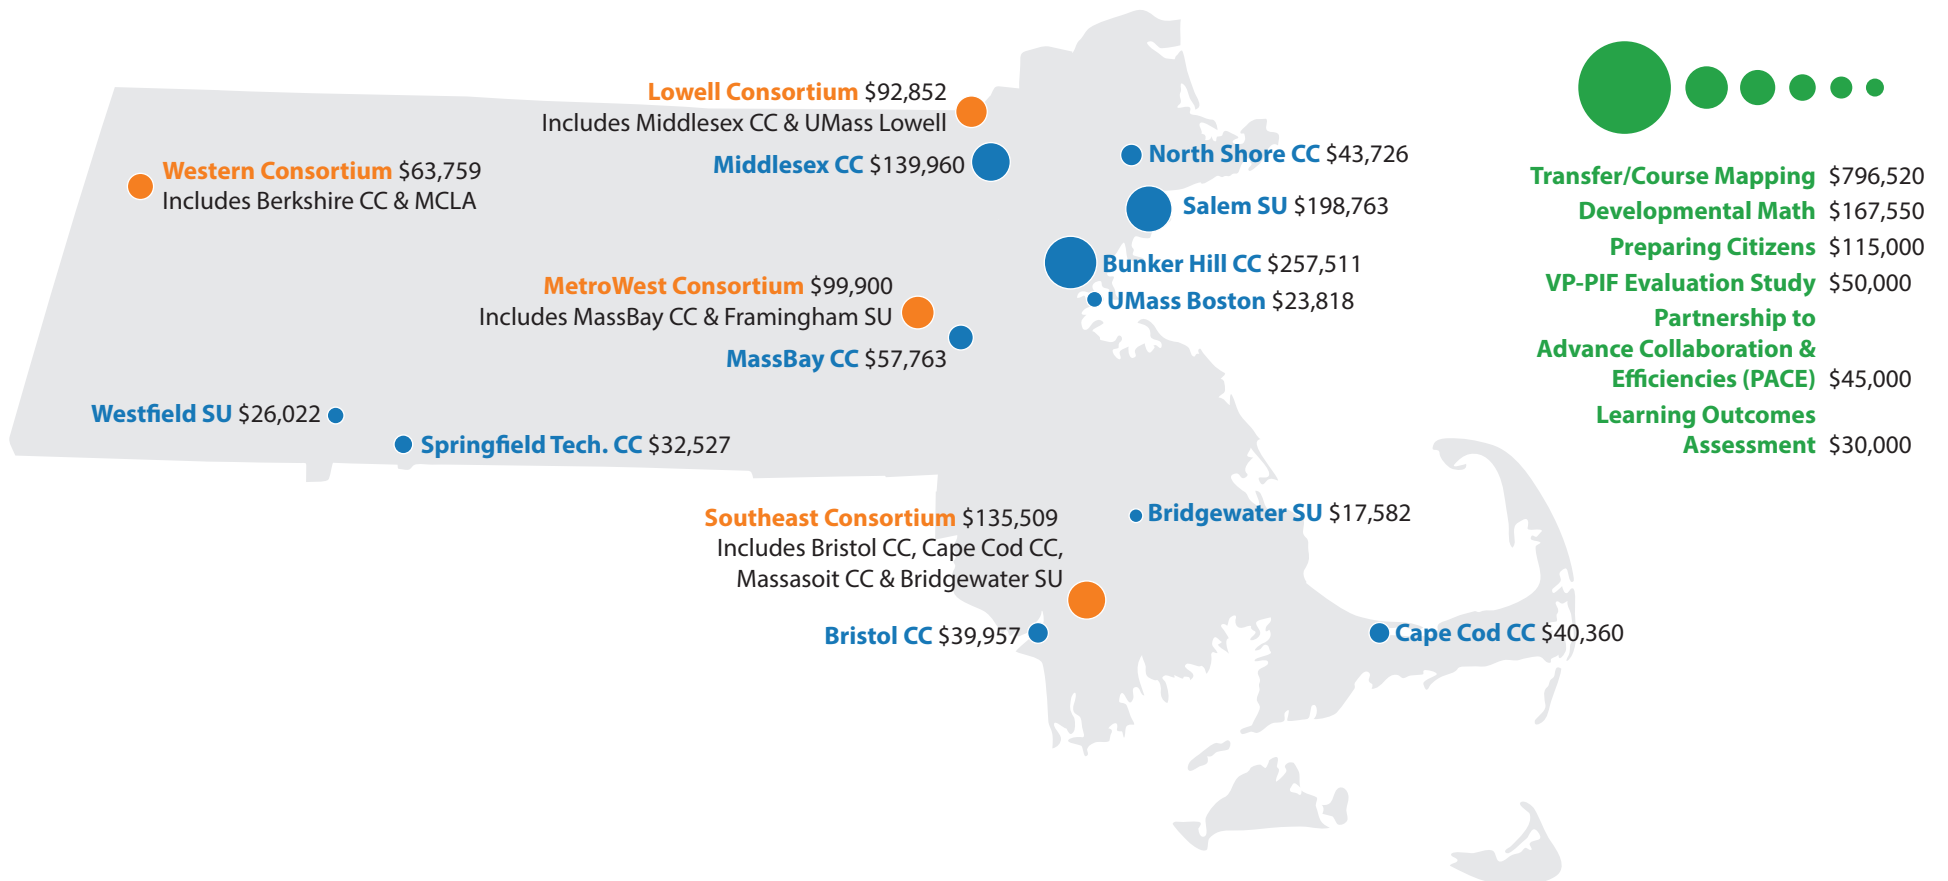 Lowell Consortium $92,852
Includes Middlesex CC & UMass Lowell
Middlesex CC $139,960
North Shore CC $43,726
Western Consortium $63,759
Includes Berkshire CC & MCLA
Salem SU $198,763
Bunker Hill CC $257,511
MetroWest Consortium $99,900
Includes MassBay CC & Framingham SU
UMass Boston $23,818
MassBay CC $57,763
Westfield SU $26,022
Springfield Tech. CC $32,527
Southeast Consortium $135,509
Includes Bristol CC, Cape Cod CC,
Massasoit CC & Bridgewater SU
Bridgewater SU $17,582
Bristol CC $39,957
Cape Cod CC $40,360
Transfer/Course Mapping $796,520
Developmental Math $167,550
Preparing Citizens $115,000
VP-PIF Evaluation Study $50,000
Partnership to
Advance Collaboration &
Efficiencies (PACE) $45,000
Learning Outcomes
Assessment $30,000